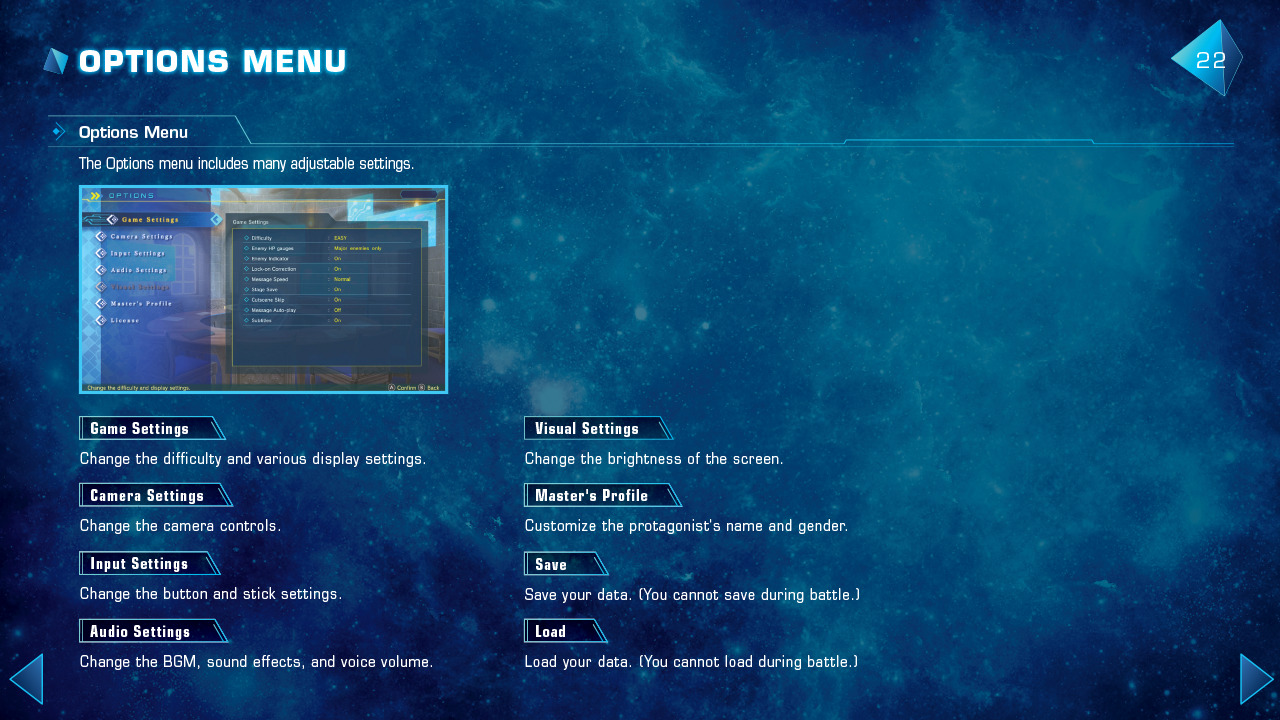 OPTIONS MENU
22
Options Menu
The Options menu includes many adjustable settings.
OPTIONS
Game Settings
Camera Settings
Input Settings
Audio Settings
Visual Settings
Master's Profile
License
Game Settings
Difficulty : EASY
Enemy HP gauges : Major enemies only
Enemy Indicator : On
Lock-on Correction : On
Message Speed : Normal
Stage Save : On
Cutscene Skip : On
Message Auto-play : Off
Subtitles : On
Change the difficulty and display settings.
A Confirm B Back
Game Settings
Change the difficulty and various display settings.
Camera Settings
Change the camera controls.
Input Settings
Change the button and stick settings.
Audio Settings
Change the BGM, sound effects, and voice volume.
Visual Settings
Change the brightness of the screen.
Master's Profile
Customize the protagonist's name and gender.
Save
Save your data. (You cannot save during battle.)
Load
Load your data. (You cannot load during battle.)